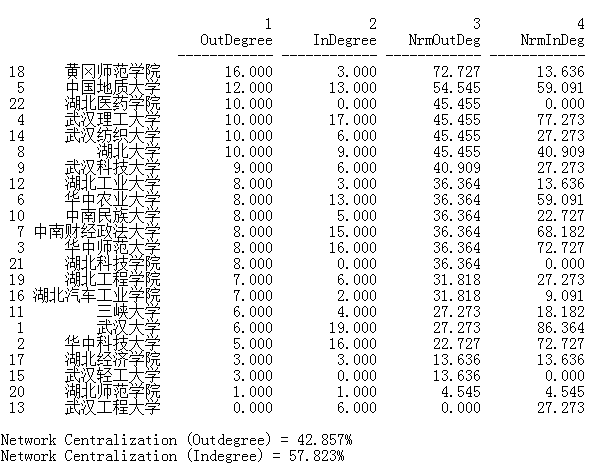 1 2 3 4
OutDegree InDegree NrmOutDeg NrmInDeg
------------ ------------ ------------ ------------
18 黄冈师范学院 16.000 3.000 72.727 13.636
5 中国地质大学 12.000 13.000 54.545 59.091
22 湖北医药学院 10.000 0.000 45.455 0.000
4 武汉理工大学 10.000 17.000 45.455 77.273
14 武汉纺织大学 10.000 6.000 45.455 27.273
8 湖北大学 10.000 9.000 45.455 40.909
9 武汉科技大学 9.000 6.000 40.909 27.273
12 湖北工业大学 8.000 3.000 36.364 13.636
6 华中农业大学 8.000 13.000 36.364 59.091
10 中南民族大学 8.000 5.000 36.364 22.727
7 中南财经政法大学 8.000 15.000 36.364 68.182
3 华中师范大学 8.000 16.000 36.364 72.727
21 湖北科技学院 8.000 0.000 36.364 0.000
19 湖北工程学院 7.000 6.000 31.818 27.273
16 湖北汽车工业学院 7.000 2.000 31.818 9.091
11 三峡大学 6.000 4.000 27.273 18.182
1 武汉大学 6.000 19.000 27.273 86.364
2 华中科技大学 5.000 16.000 22.727 72.727
17 湖北经济学院 3.000 3.000 13.636 13.636
15 武汉轻工大学 3.000 0.000 13.636 0.000
20 湖北师范学院 1.000 1.000 4.545 4.545
13 武汉工程大学 0.000 6.000 0.000 27.273
Network Centralization (Outdegree) = 42.857%
Network Centralization (Indegree) = 57.823%